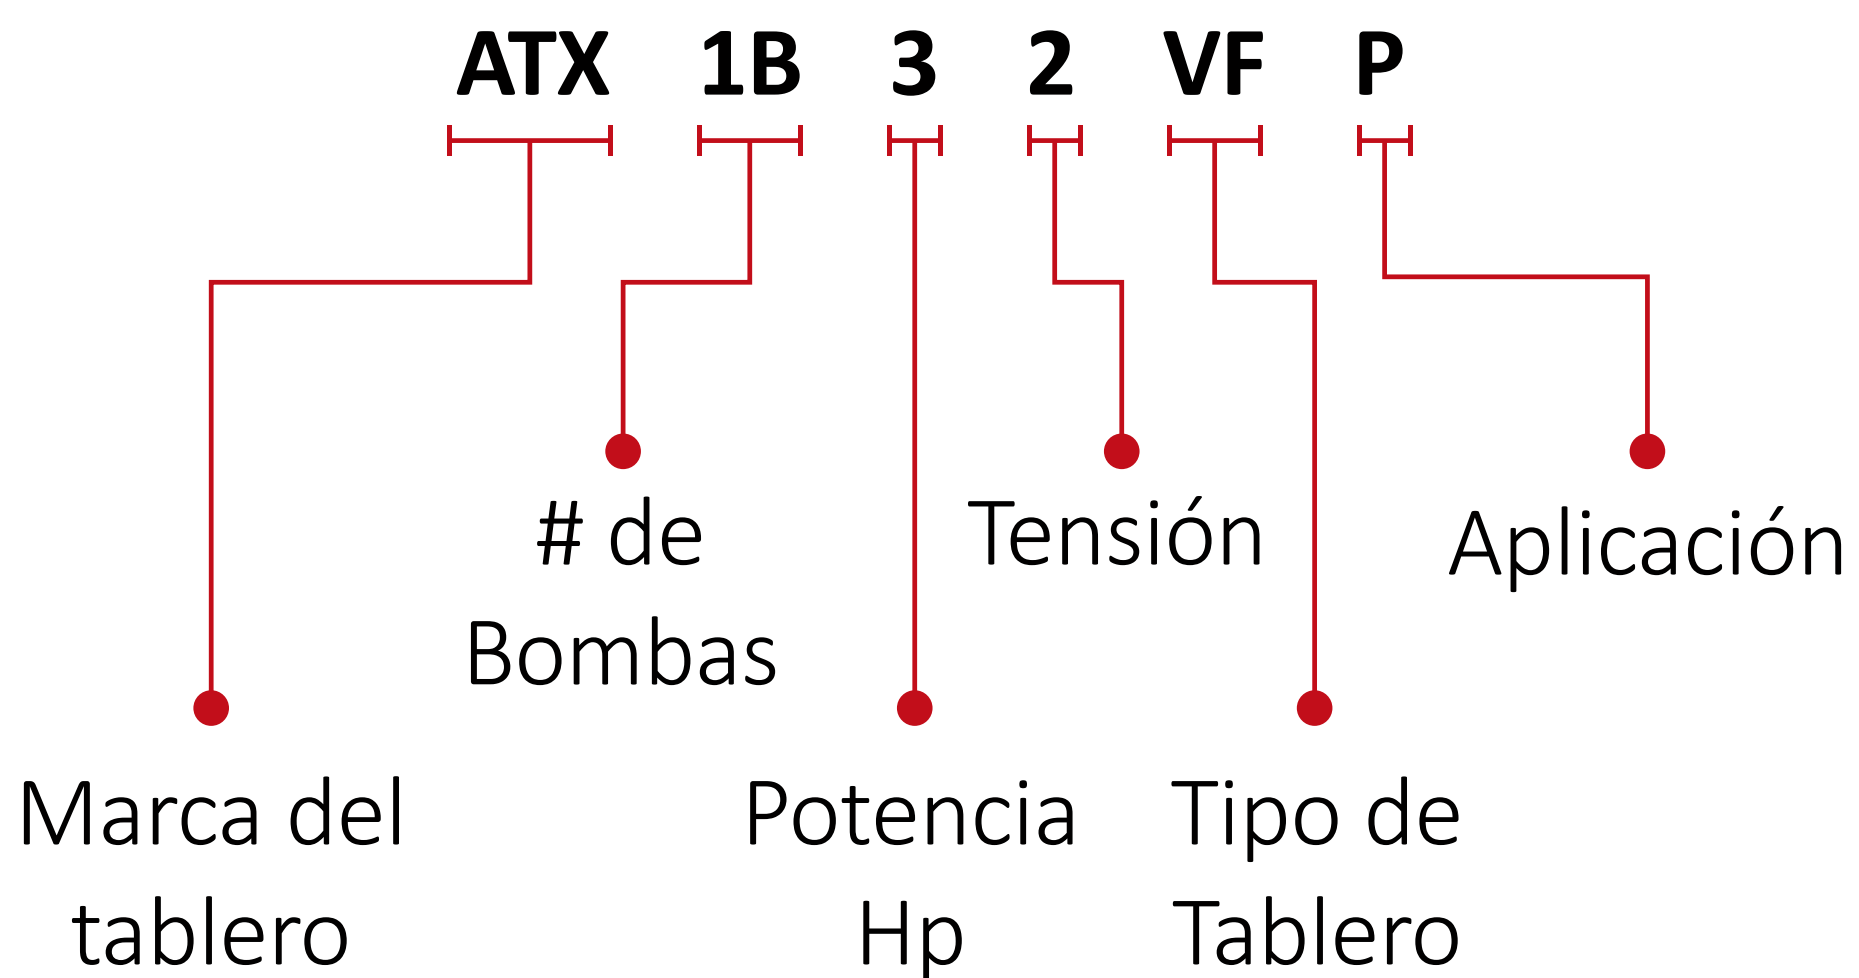 ATX 1B 3 2 VF P
# de
Bombas
Tensión
Aplicación
Marca del
tablero
Potencia
Hp
Tipo de
Tablero